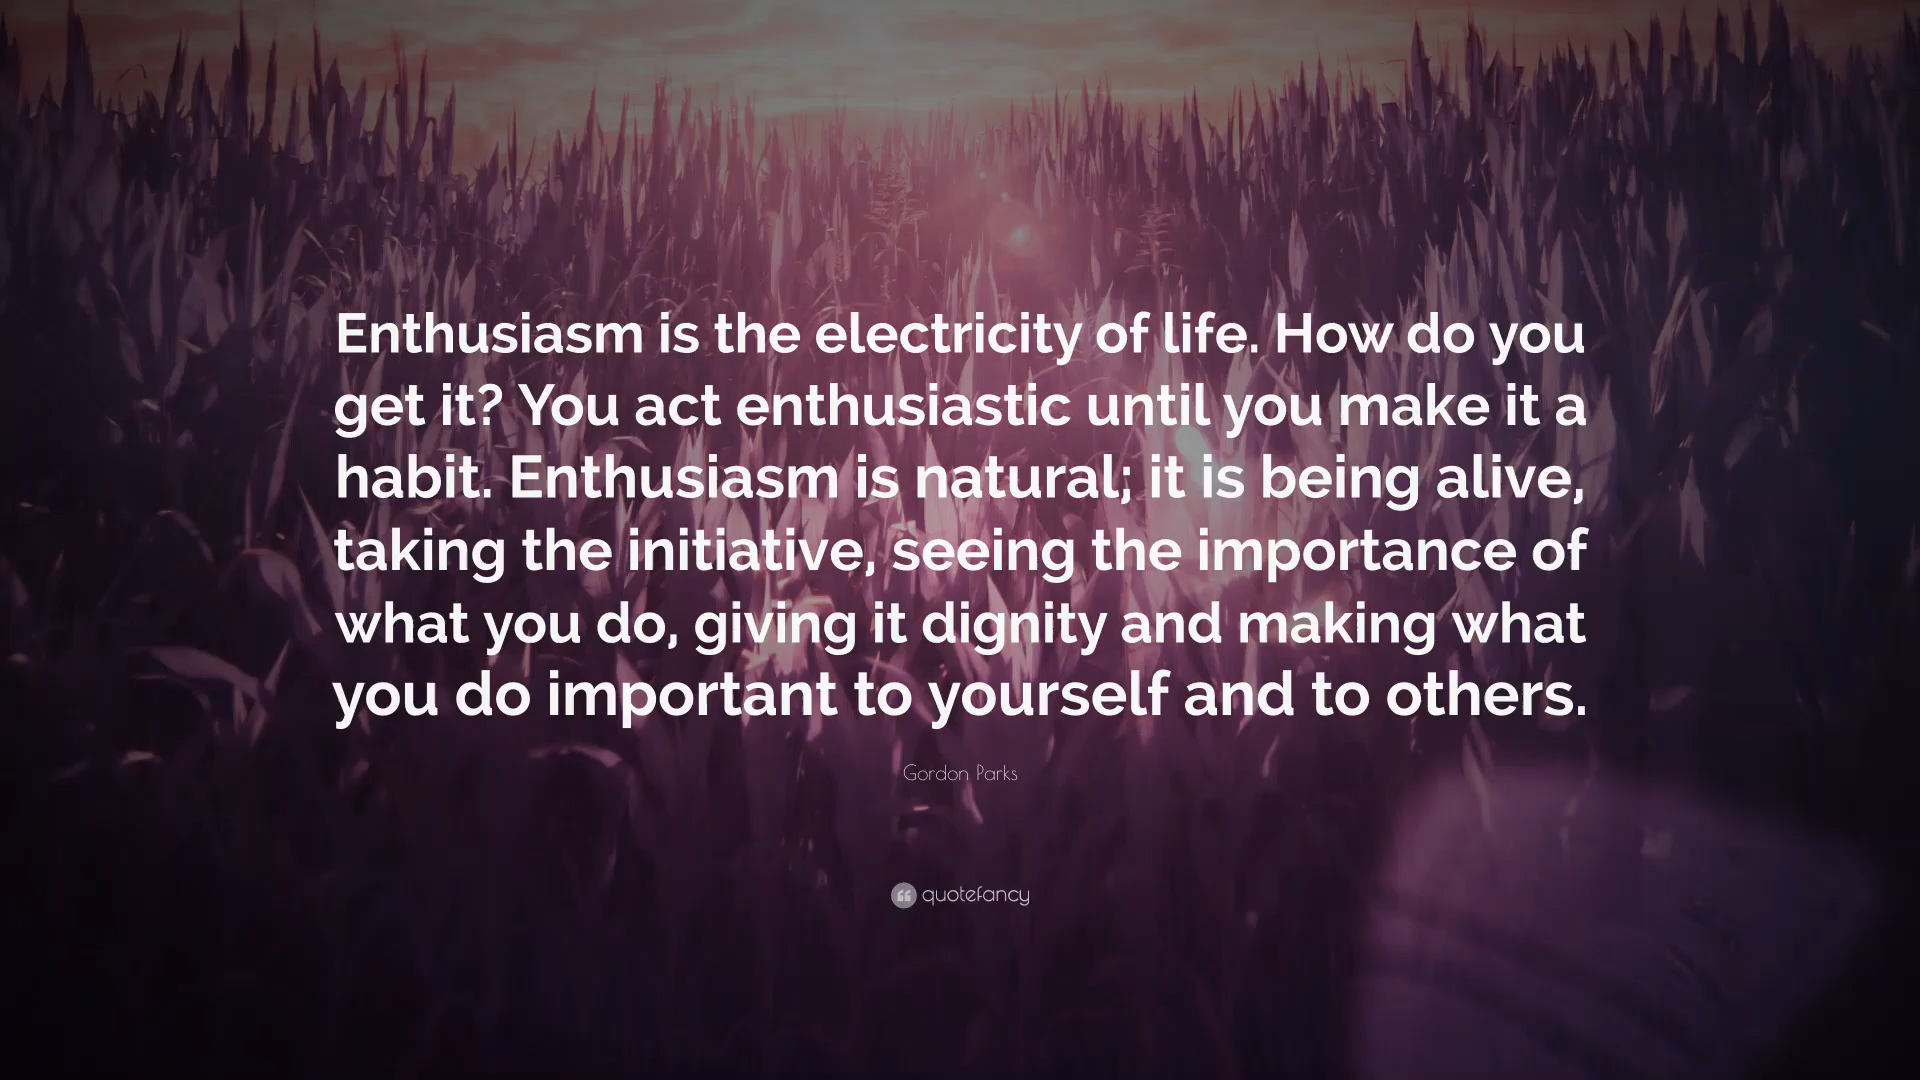 Enthusiasm is the electricity of life. How do you
get it? You act enthusiastic until you make it a
habit. Enthusiasm is natural; it is being alive,
taking the initiative, seeing the importance of
what you do, giving it dignity and making what
you do important to yourself and to others.
Gordon Parks
quotefancy